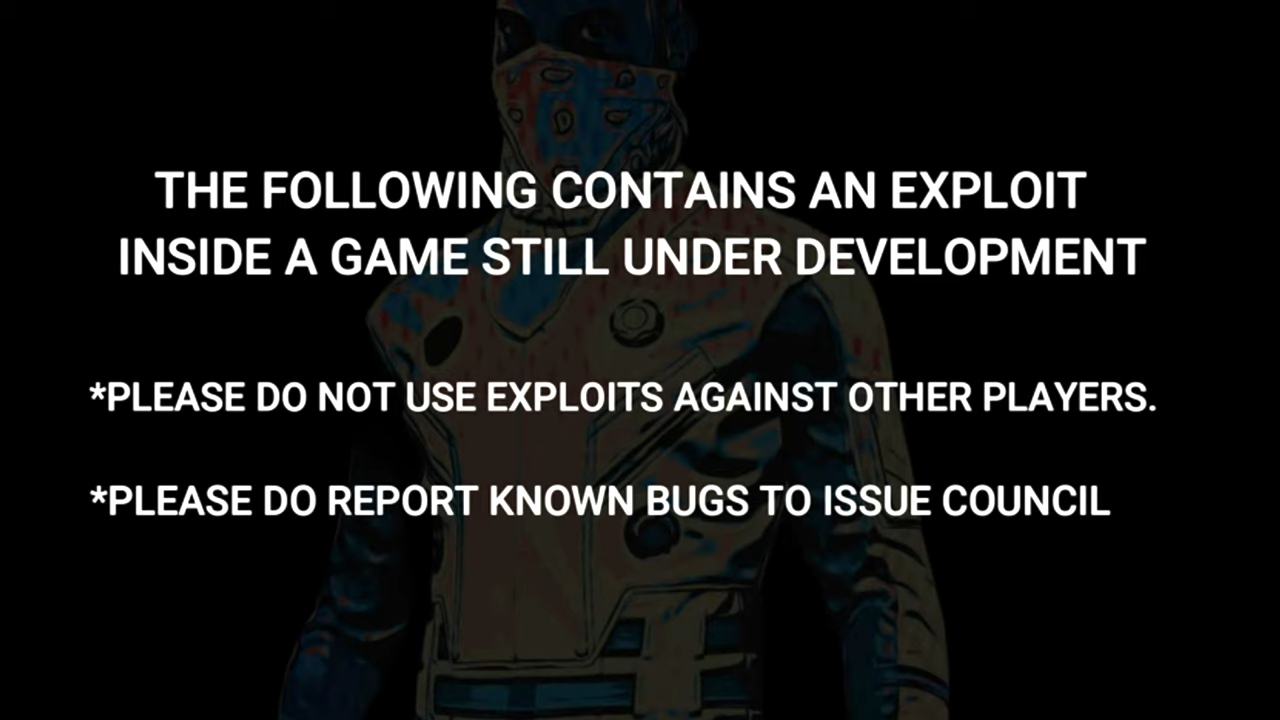 THE FOLLOWING CONTAINS AN EXPLOIT
INSIDE A GAME STILL UNDER DEVELOPMENT
*PLEASE DO NOT USE EXPLOITS AGAINST OTHER PLAYERS.
*PLEASE DO REPORT KNOWN BUGS TO ISSUE COUNCIL